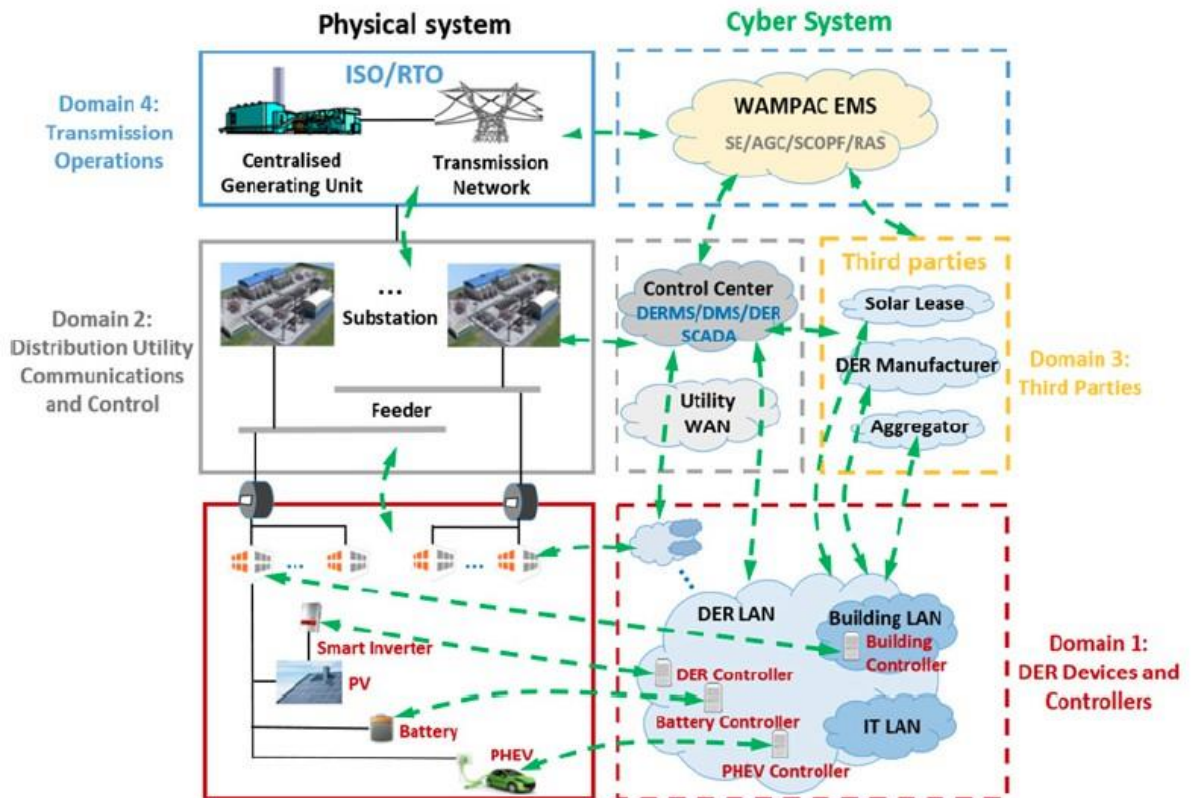 Physical system
Cyber System
Domain 4:
Transmission
Operations
ISO/RTO
Centralised
Generating Unit
Transmission
Network
WAMPAC EMS
SE/AGC/SCOPF/RAS
Domain 2:
Distribution Utility
Communications
and Control
...
Substation
Feeder
Control Center
DERMS/DMS/DER
SCADA
Utility
WAN
Third parties
Solar Lease
DER Manufacturer
Aggregator
Domain 3:
Third Parties
...
...
...
Smart Inverter
PV
Battery
PHEV
DER LAN
Building LAN
Building
Controller
DER Controller
Battery Controller
IT LAN
PHEV Controller
Domain 1:
DER Devices and
Controllers